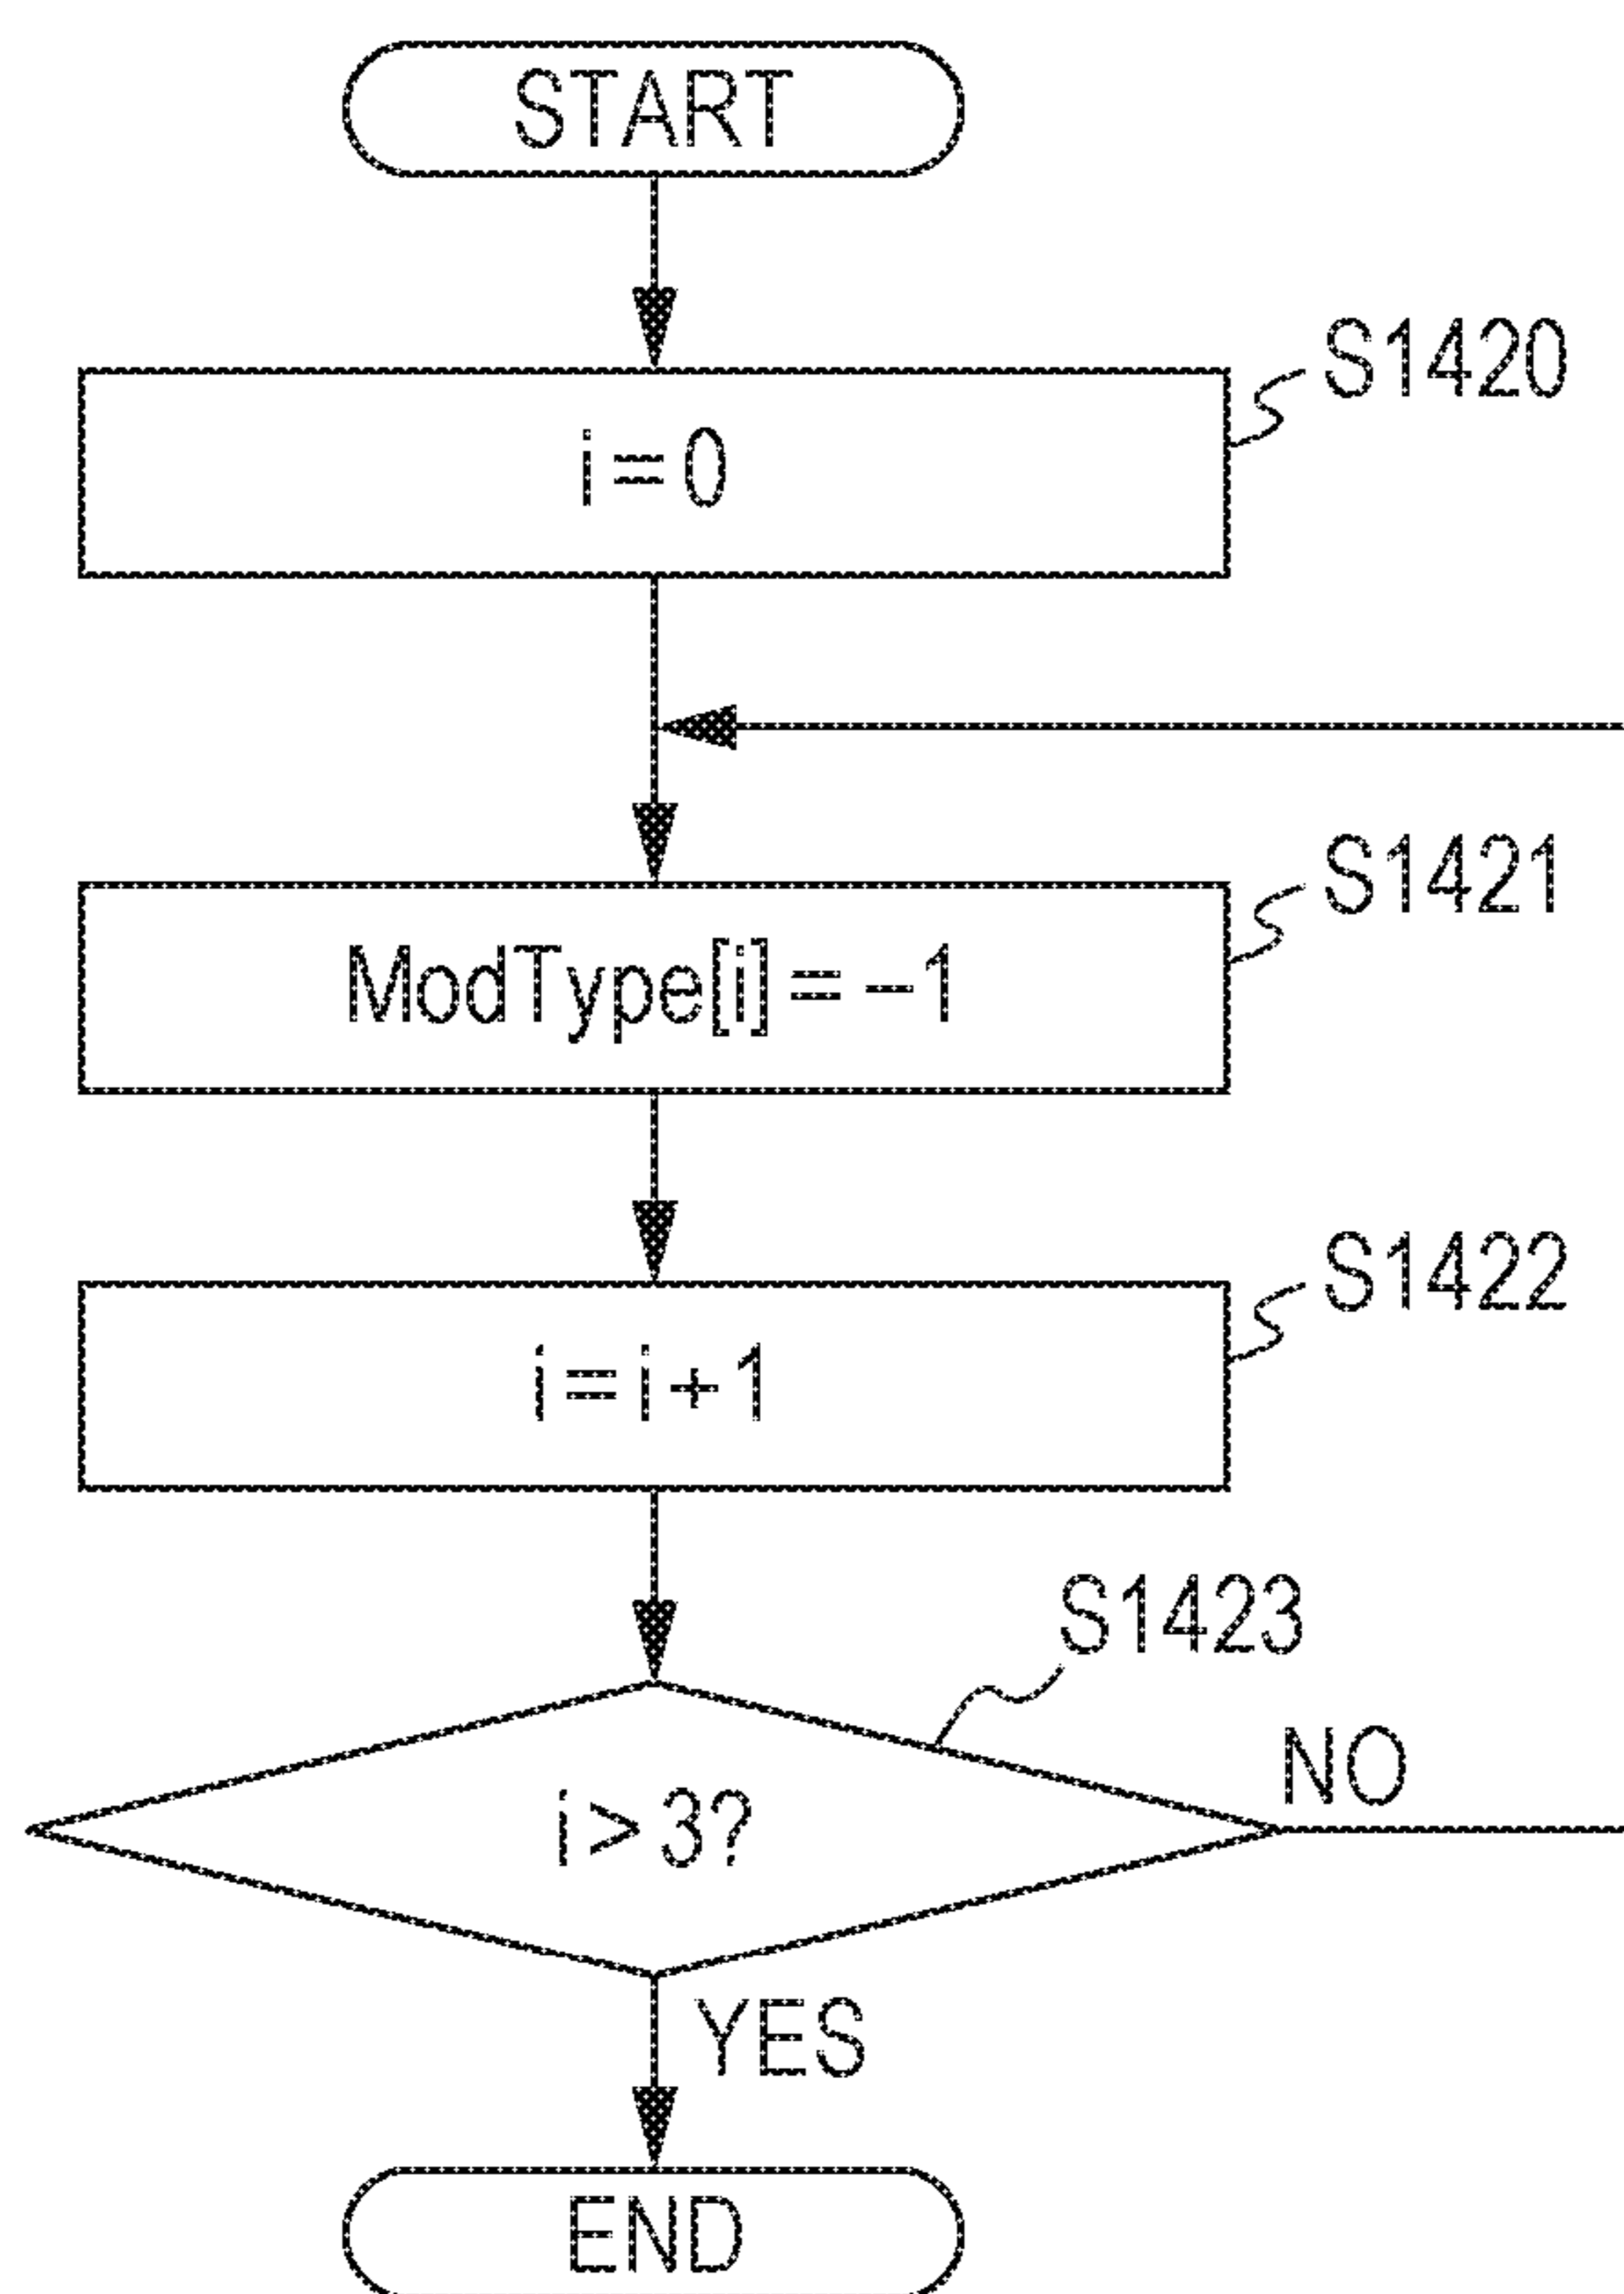 START
S1420
i=0
S1421
ModType[i]=−1
S1422
i=i+1
S1423
i>3?
NO
YES
END